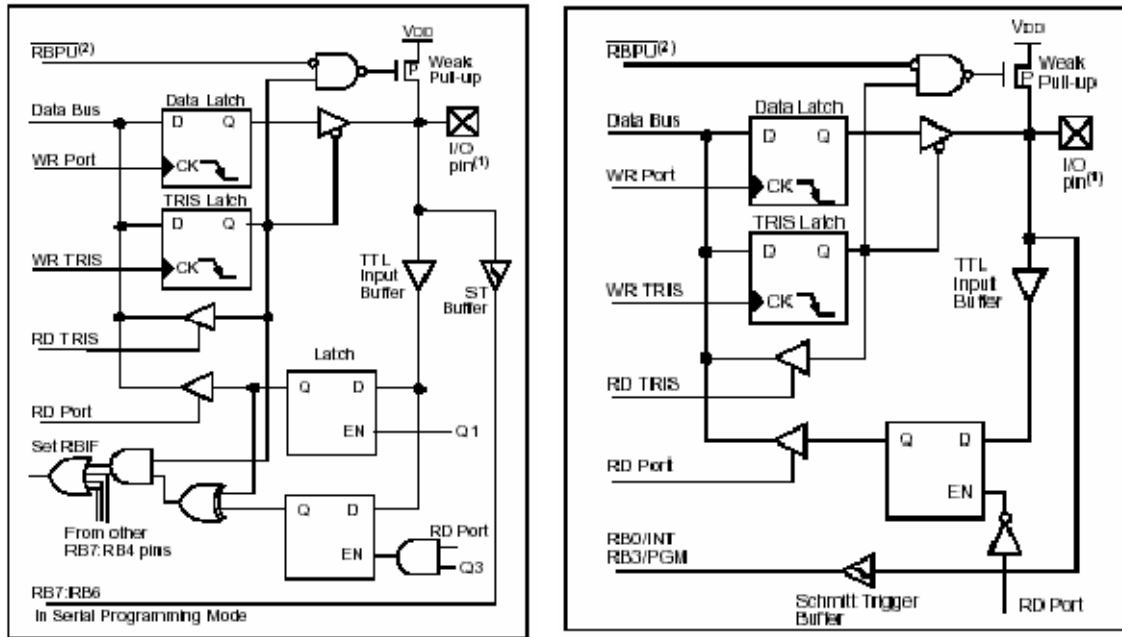 VDD
RBPU(2)
Weak
Pull-up
P
Data Bus
Data Latch
D Q
I/O
pin(1)
WR Port
CK
TRIS Latch
D Q
WR TRIS
CK
TTL
Input
Buffer
ST
Buffer
RD TRIS
Latch
Q D
RD Port
EN
Q1
Set RBIF
Q D
RD Port
From other
RB7:RB4 pins
EN
Q3
RB7:RB6
In Serial Programming Mode
VDD
RBPU(2)
Weak
Pull-up
P
Data Bus
Data Latch
D Q
I/O
pin(1)
WR Port
CK
TRIS Latch
D Q
TTL
Input
Buffer
WR TRIS
CK
RD TRIS
Q D
RD Port
EN
RB0/INT
RB3/PGM
Schmitt Trigger
Buffer
RD Port